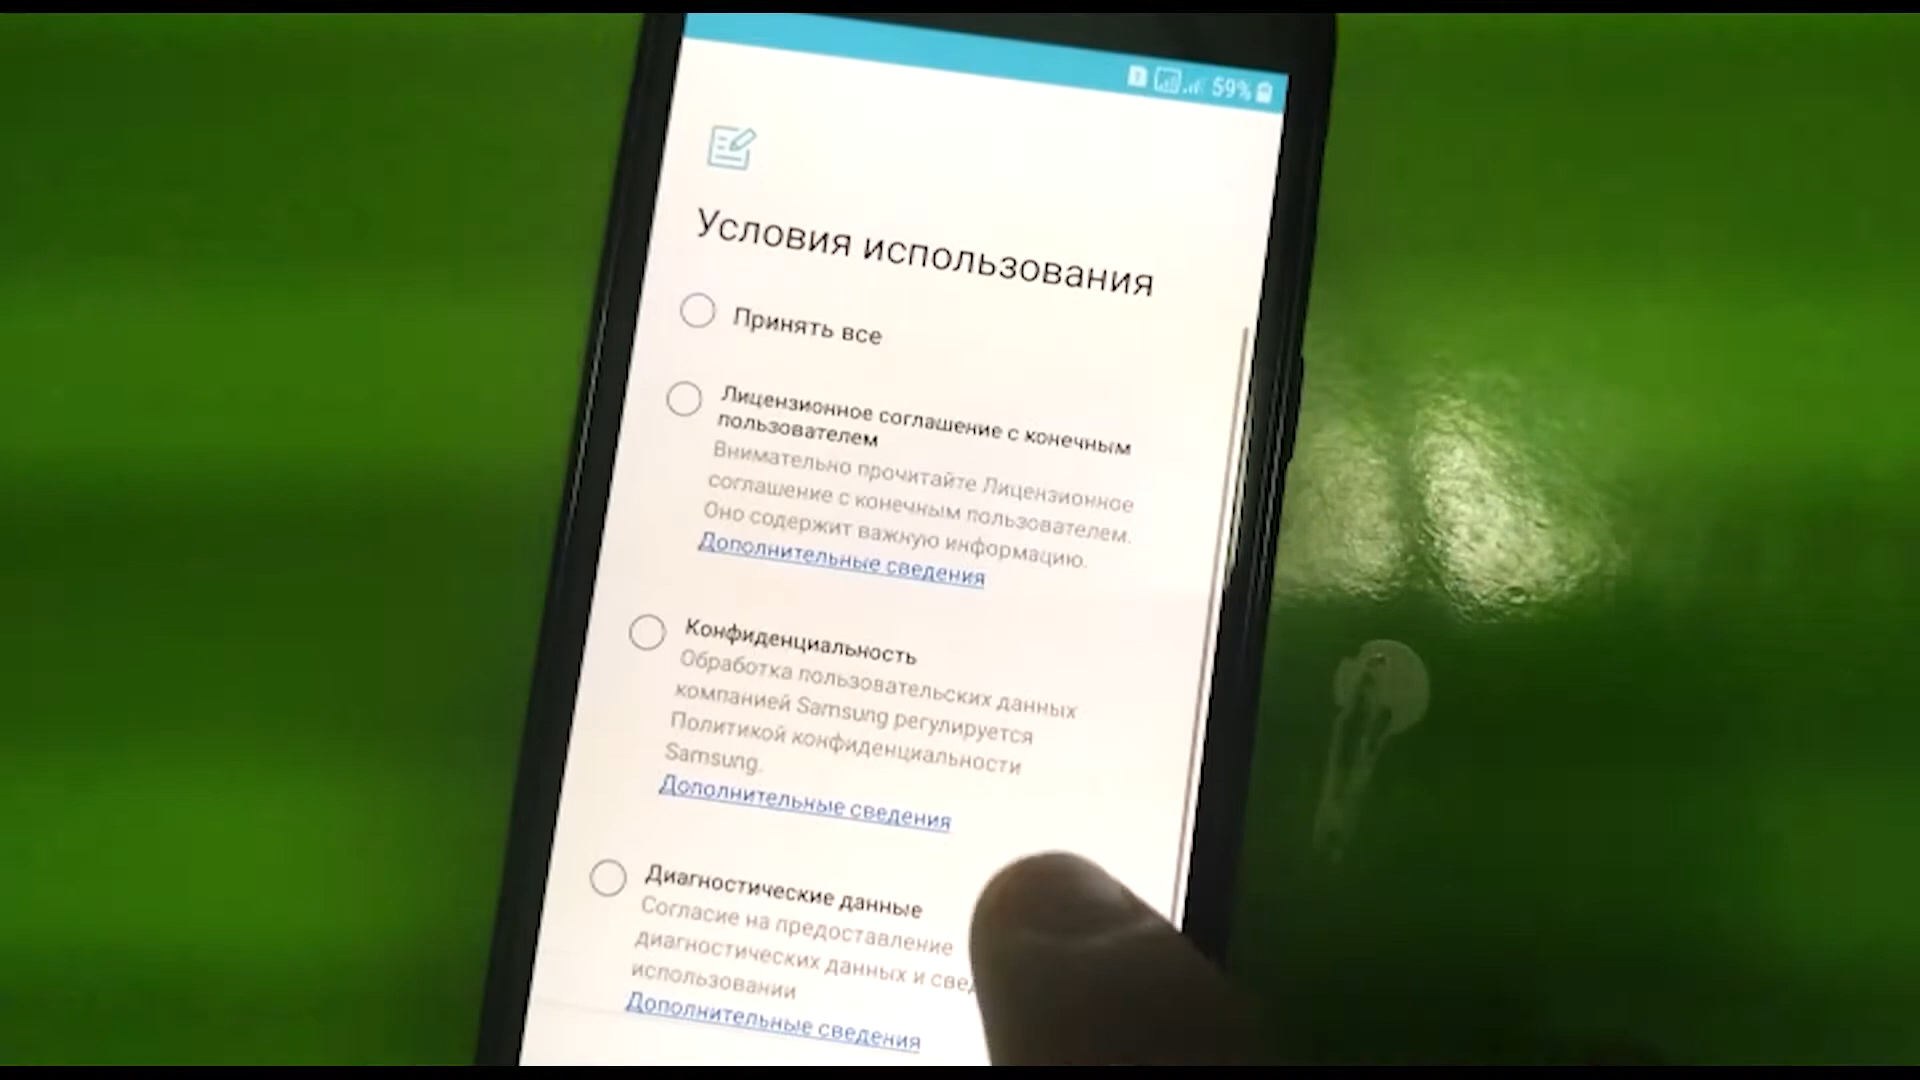 59%
Условия использования
Принять все
Лицензионное соглашение с конечным
пользователем
Внимательно прочитайте Лицензионное
соглашение с конечным пользователем.
Оно содержит важную информацию.
Дополнительные сведения
Конфиденциальность
Обработка пользовательских данных
компанией Samsung регулируется
Политикой конфиденциальности
Samsung.
Дополнительные сведения
Диагностические данные
Согласие на предоставление
диагностических данных и
использовании
Дополнительные сведения